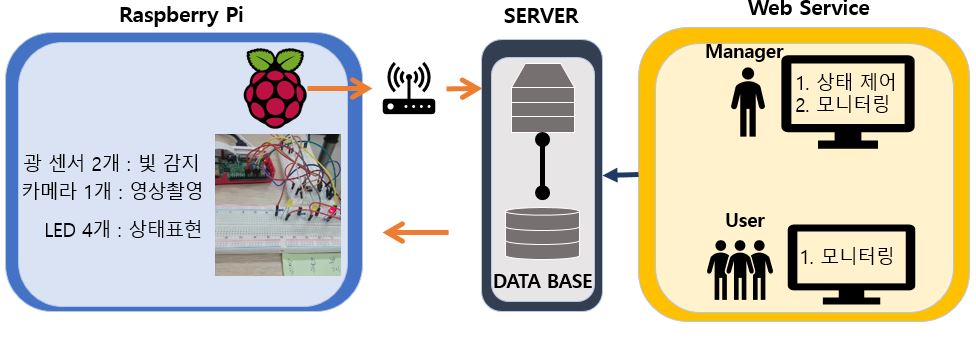 Raspberry Pi
SERVER
Web Service
광 센서 2개 : 빛 감지
카메라 1개 : 영상촬영
LED 4개 : 상태표현
DATA BASE
Manager
1. 상태 제어
2. 모니터링
User
1. 모니터링